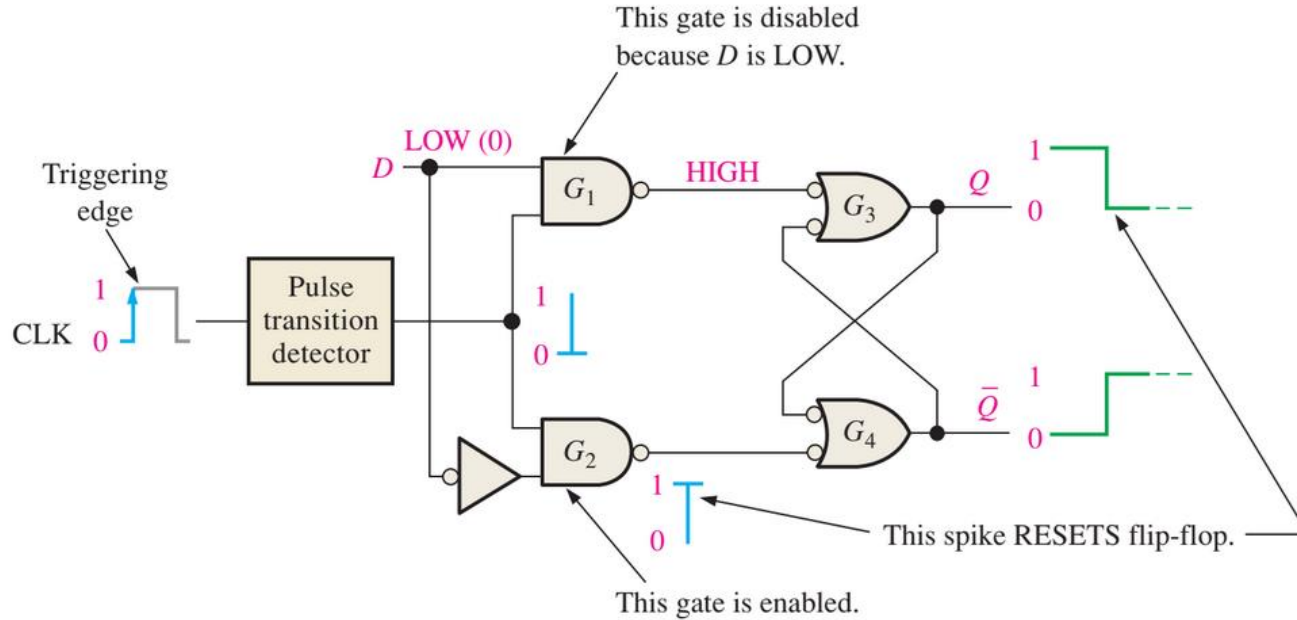 This gate is disabled
because D is LOW.
LOW (0)
D
Triggering
edge
G₁
HIGH
G₃
Q
1
0
1
CLK 0
Pulse
transition
detector
1
0
G₂
G₄
Q̄
1
0
1
0
This spike RESETS flip-flop.
This gate is enabled.